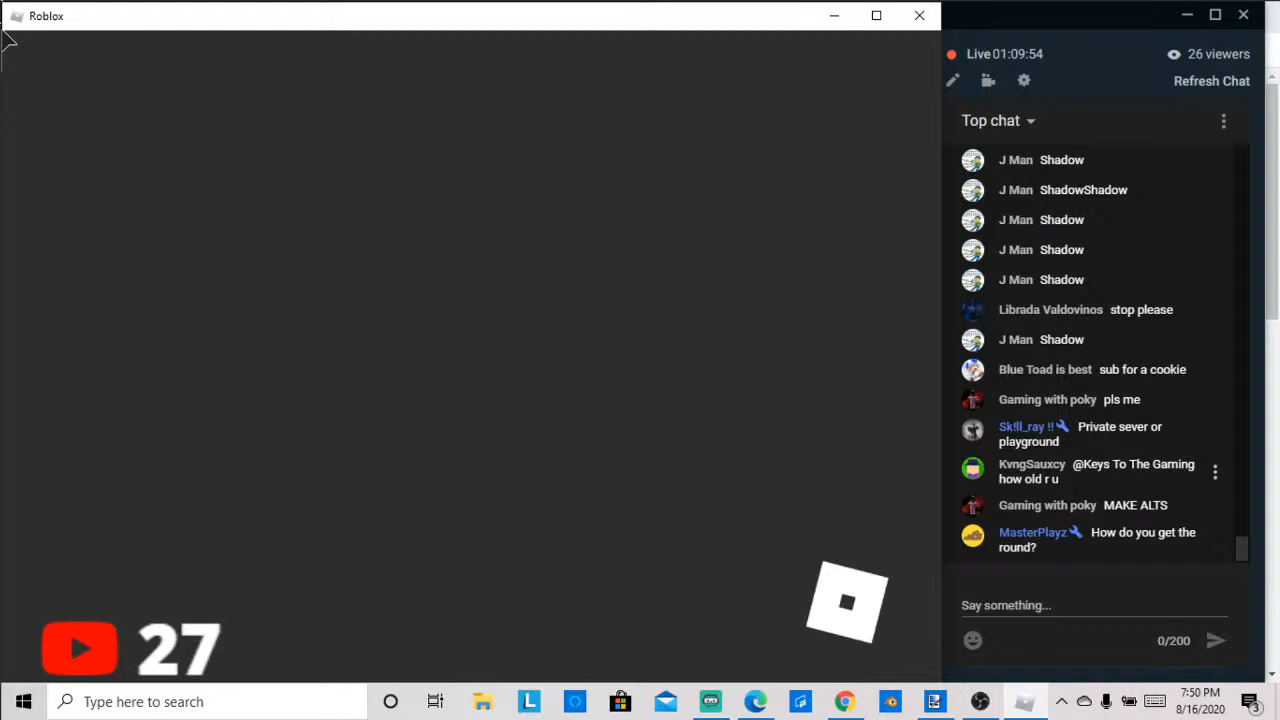 Roblox
Live 01:09:54
26 viewers
Refresh Chat
Top chat
J Man Shadow
J Man ShadowShadow
J Man Shadow
J Man Shadow
J Man Shadow
Librada Valdovinos stop please
J Man Shadow
Blue Toad is best sub for a cookie
Gaming with poky pls me
Sk!ll_ray !! Private sever or
playground
KvngSauxcy @Keys To The Gaming
how old r u
Gaming with poky MAKE ALTS
MasterPlayz How do you get the
round?
Say something...
0/200
27
Type here to search
L
7:50 PM
8/16/2020
3